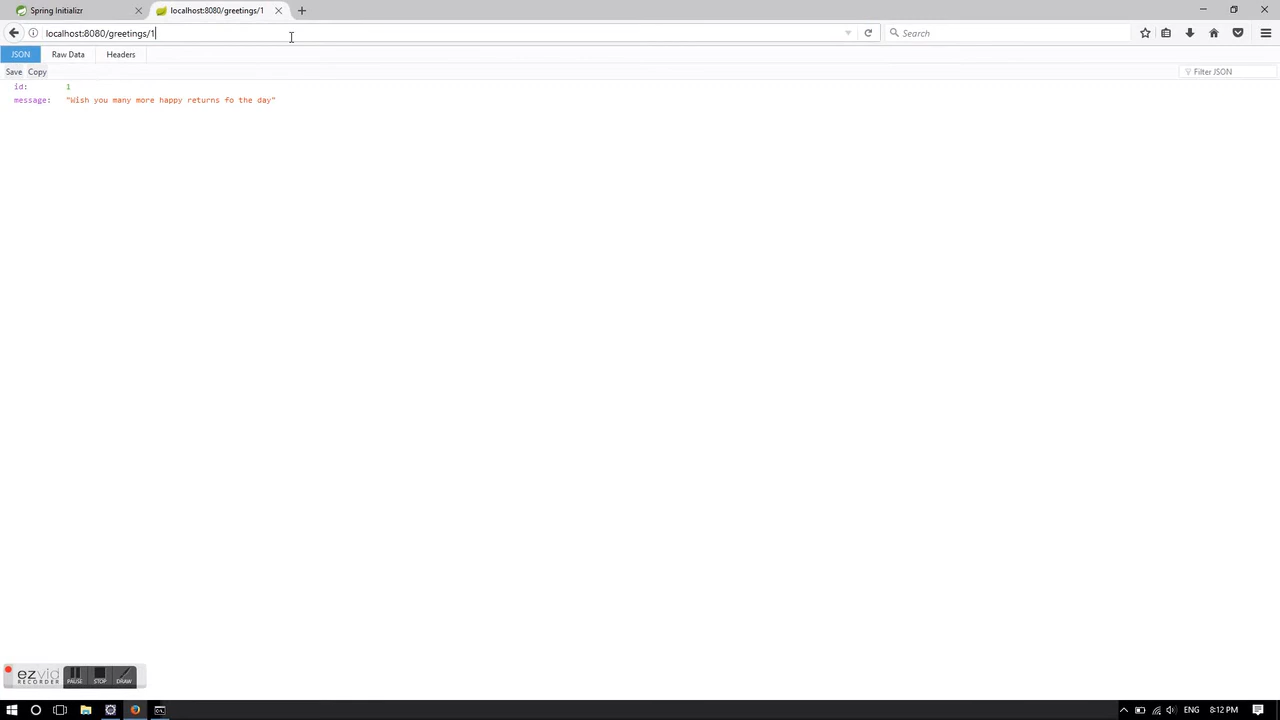 Spring Initializr
localhost:8080/greetings/1
localhost:8080/greetings/1
Search
JSON
Raw Data
Headers
Save
Copy
Filter JSON
id: 1
message: "Wish you many more happy returns fo the day"
ezvid
RECORDER
PAUSE
STOP
DRAW
ENG
8:12 PM